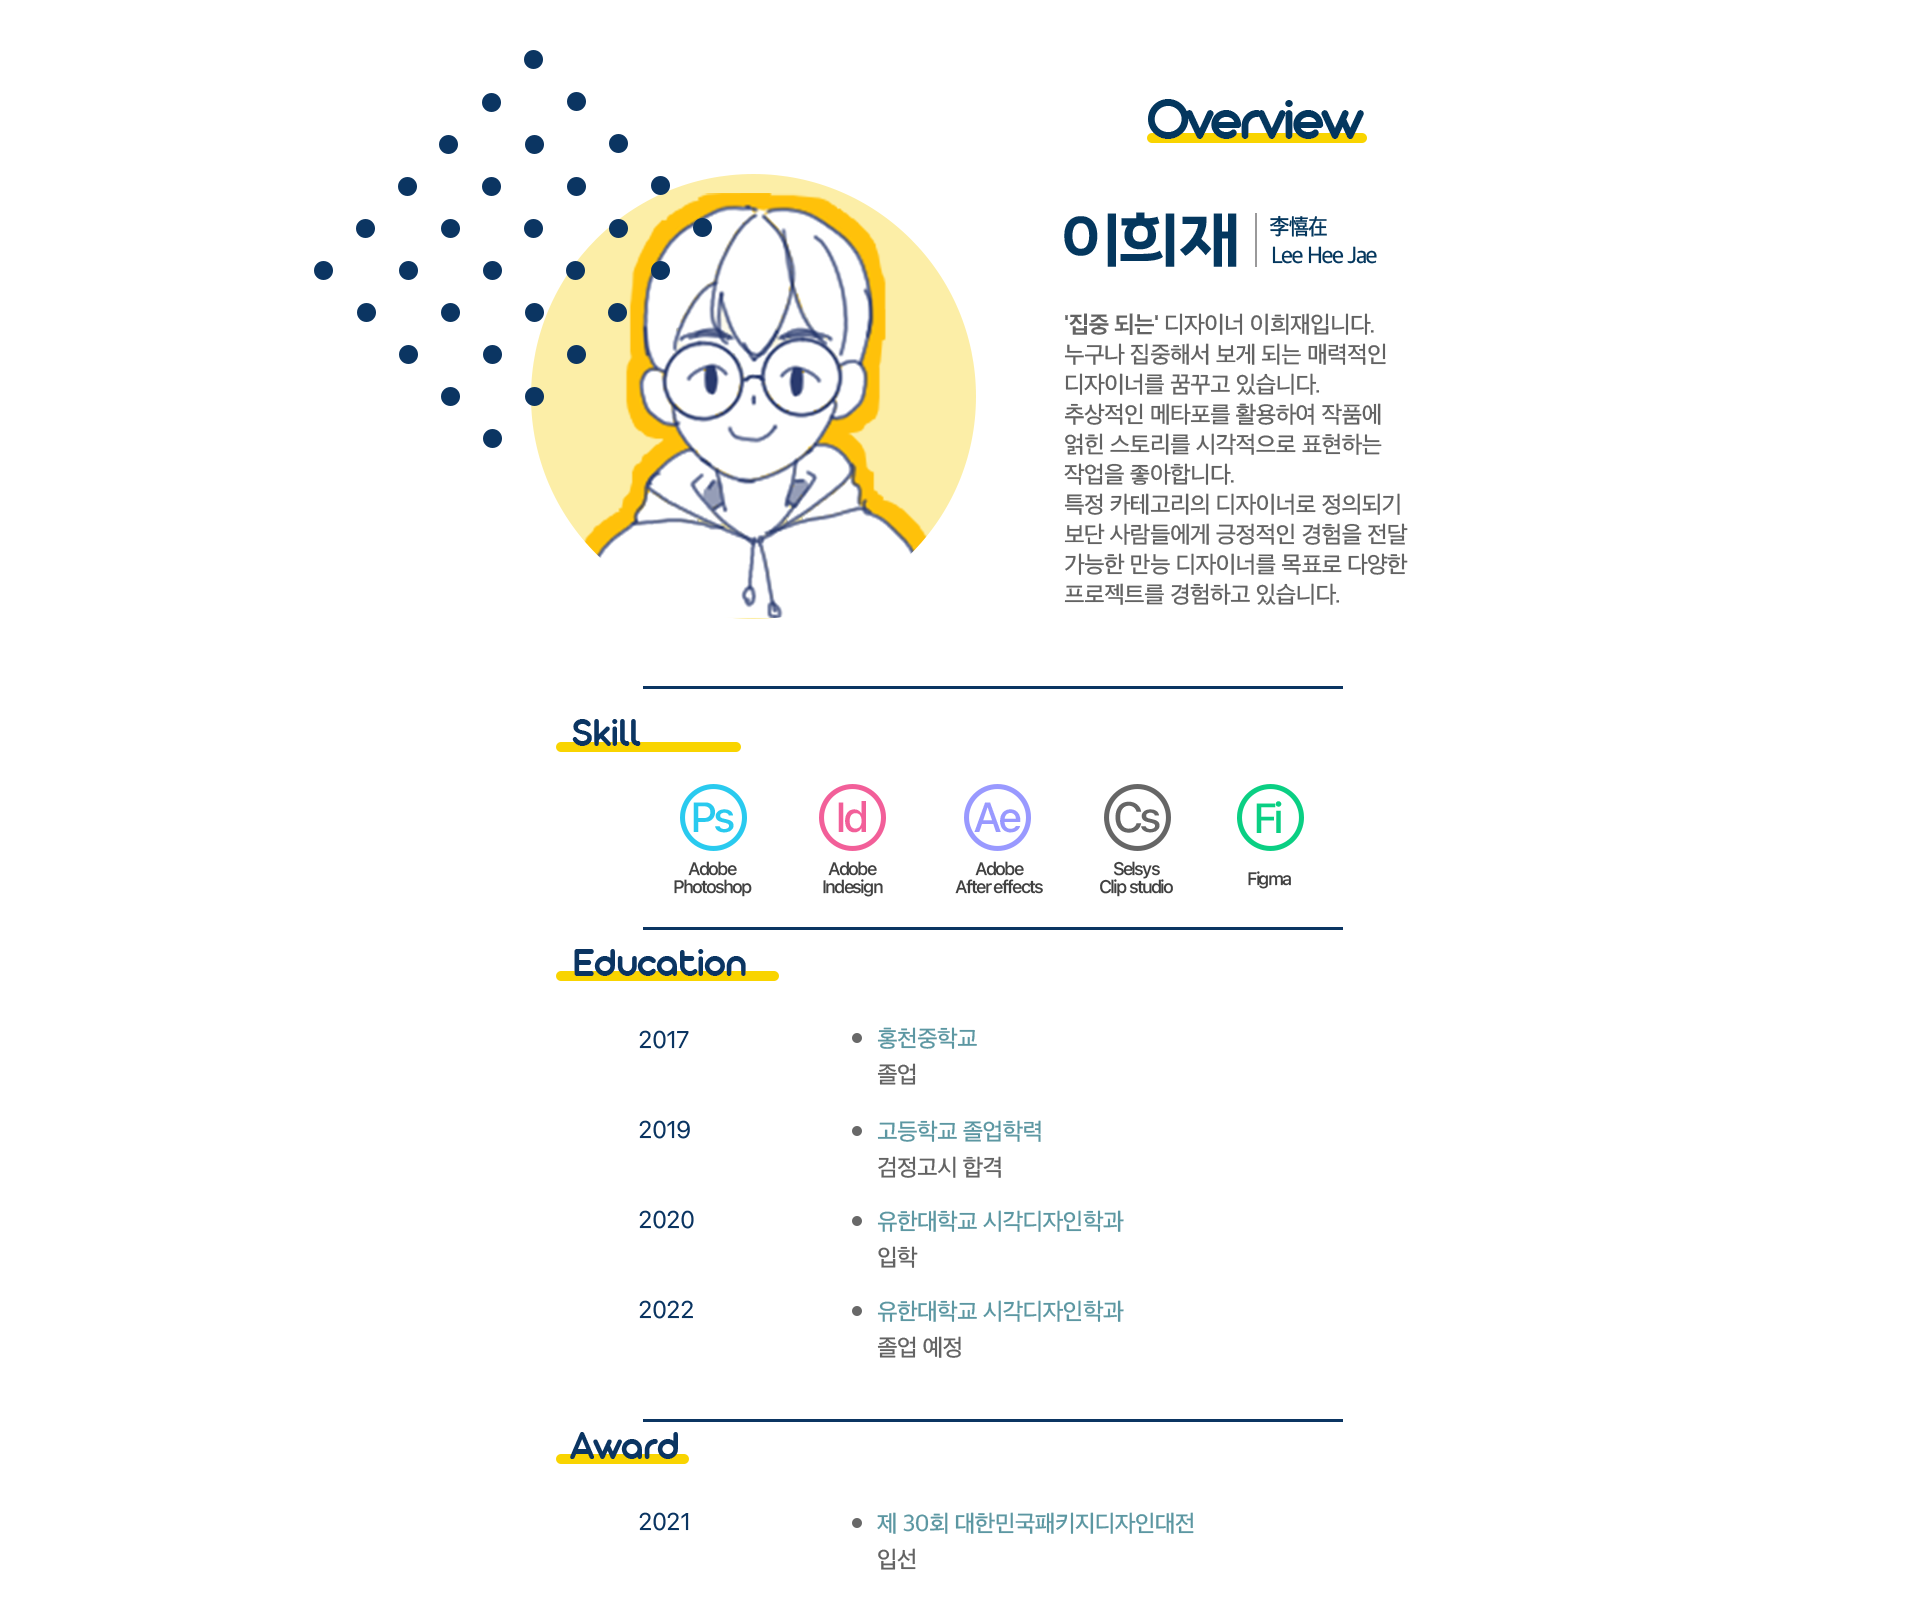 Overview
이희재
李憘在
Lee Hee Jae
'집중 되는' 디자이너 이희재입니다.
누구나 집중해서 보게 되는 매력적인
디자이너를 꿈꾸고 있습니다.
추상적인 메타포를 활용하여 작품에
얽힌 스토리를 시각적으로 표현하는
작업을 좋아합니다.
특정 카테고리의 디자이너로 정의되기
보단 사람들에게 긍정적인 경험을 전달
가능한 만능 디자이너를 목표로 다양한
프로젝트를 경험하고 있습니다.
Skill
Ps Id Ae Cs Fi
Adobe Adobe Adobe Selsys
Photoshop Indesign After effects Clip studio Figma
Education
2017 홍천중학교
졸업
2019 고등학교 졸업학력
검정고시 합격
2020 유한대학교 시각디자인학과
입학
2022 유한대학교 시각디자인학과
졸업 예정
Award
2021 제 30회 대한민국패키지디자인대전
입선